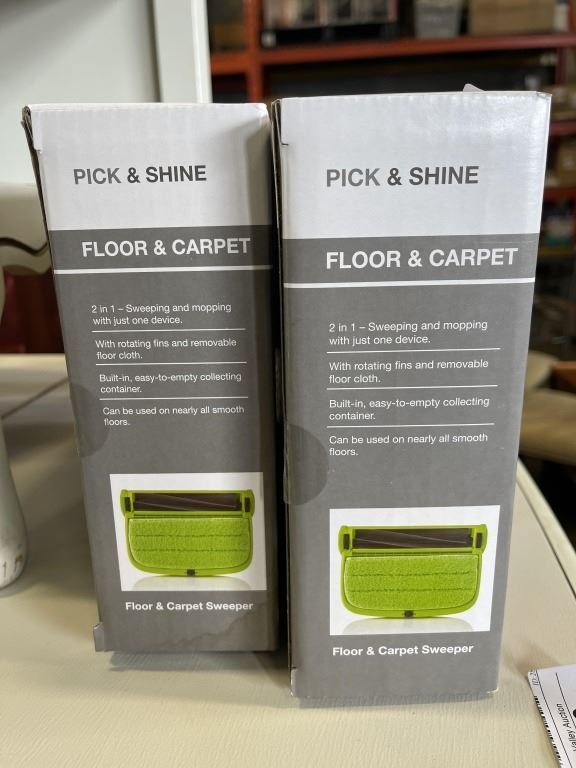 PICK & SHINE
FLOOR & CARPET
2 in 1 – Sweeping and mopping
with just one device.
With rotating fins and removable
floor cloth.
Built-in, easy-to-empty collecting
container.
Can be used on nearly all smooth
floors.
Floor & Carpet Sweeper
PICK & SHINE
FLOOR & CARPET
2 in 1 – Sweeping and mopping
with just one device.
With rotating fins and removable
floor cloth.
Built-in, easy-to-empty collecting
container.
Can be used on nearly all smooth
floors.
Floor & Carpet Sweeper
Valley Auction